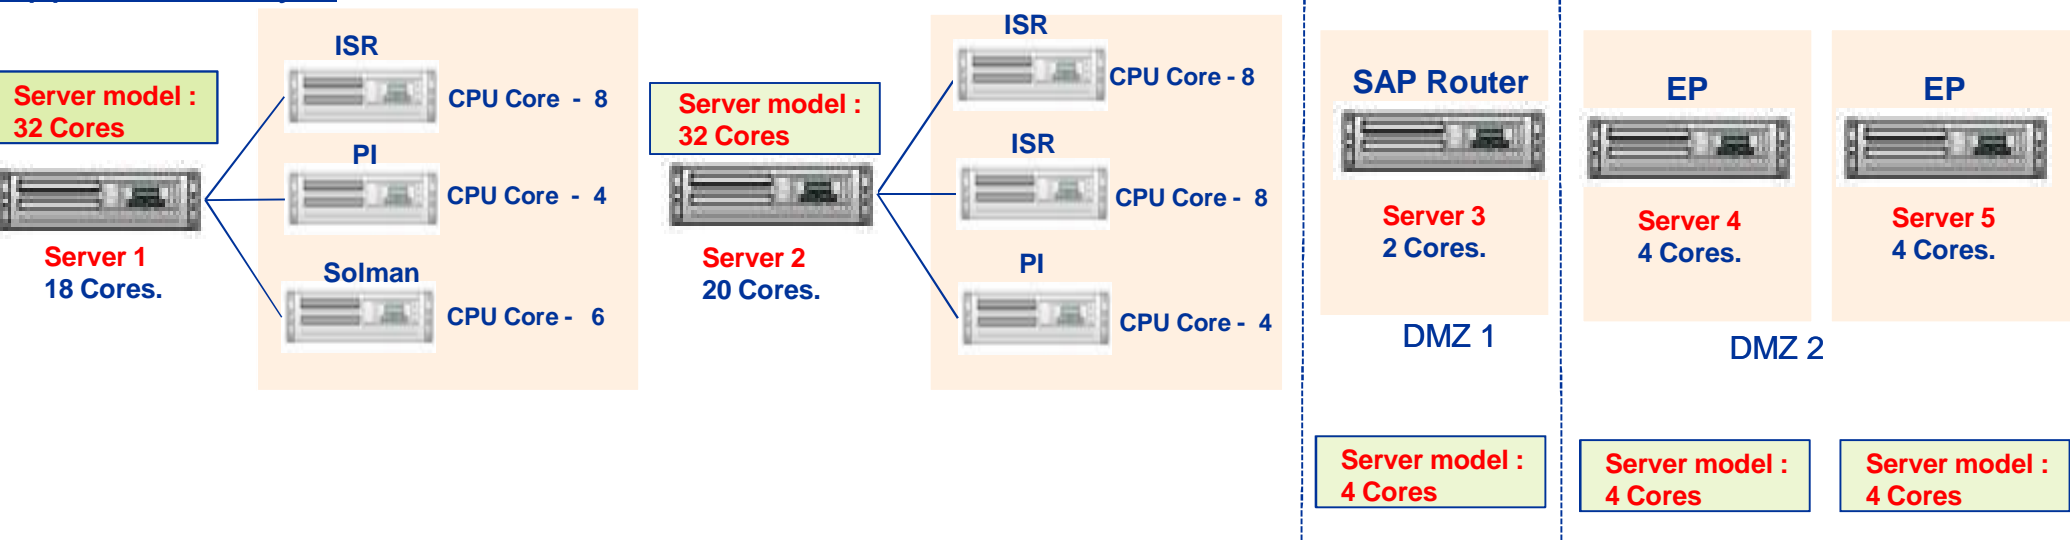 ISR
Server model :
32 Cores
CPU Core - 8
PI
CPU Core - 4
Server 1
18 Cores.
Solman
CPU Core - 6
ISR
Server model :
32 Cores
CPU Core - 8
ISR
CPU Core - 8
Server 2
20 Cores.
PI
CPU Core - 4
SAP Router
Server 3
2 Cores.
DMZ 1
Server model :
4 Cores
EP
EP
Server 4
4 Cores.
Server 5
4 Cores.
DMZ 2
Server model :
4 Cores
Server model :
4 Cores